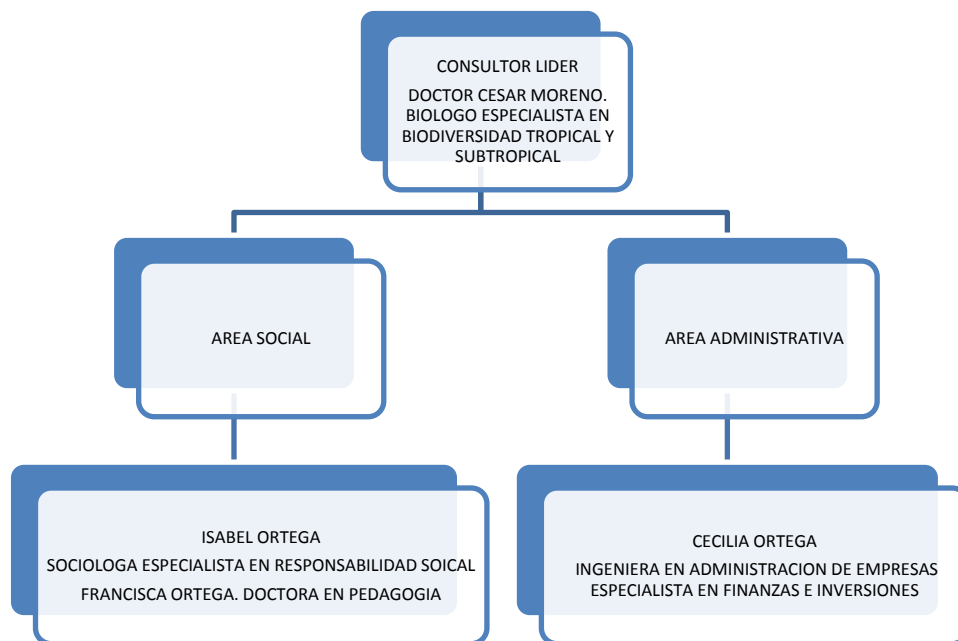 CONSULTOR LIDER
DOCTOR CESAR MORENO.
BIOLOGO ESPECIALISTA EN
BIODIVERSIDAD TROPICAL Y
SUBTROPICAL
AREA SOCIAL
AREA ADMINISTRATIVA
ISABEL ORTEGA
SOCIOLOGA ESPECIALISTA EN RESPONSABILIDAD SOICAL
FRANCISCA ORTEGA. DOCTORA EN PEDAGOGIA
CECILIA ORTEGA
INGENIERA EN ADMINISTRACION DE EMPRESAS
ESPECIALISTA EN FINANZAS E INVERSIONES